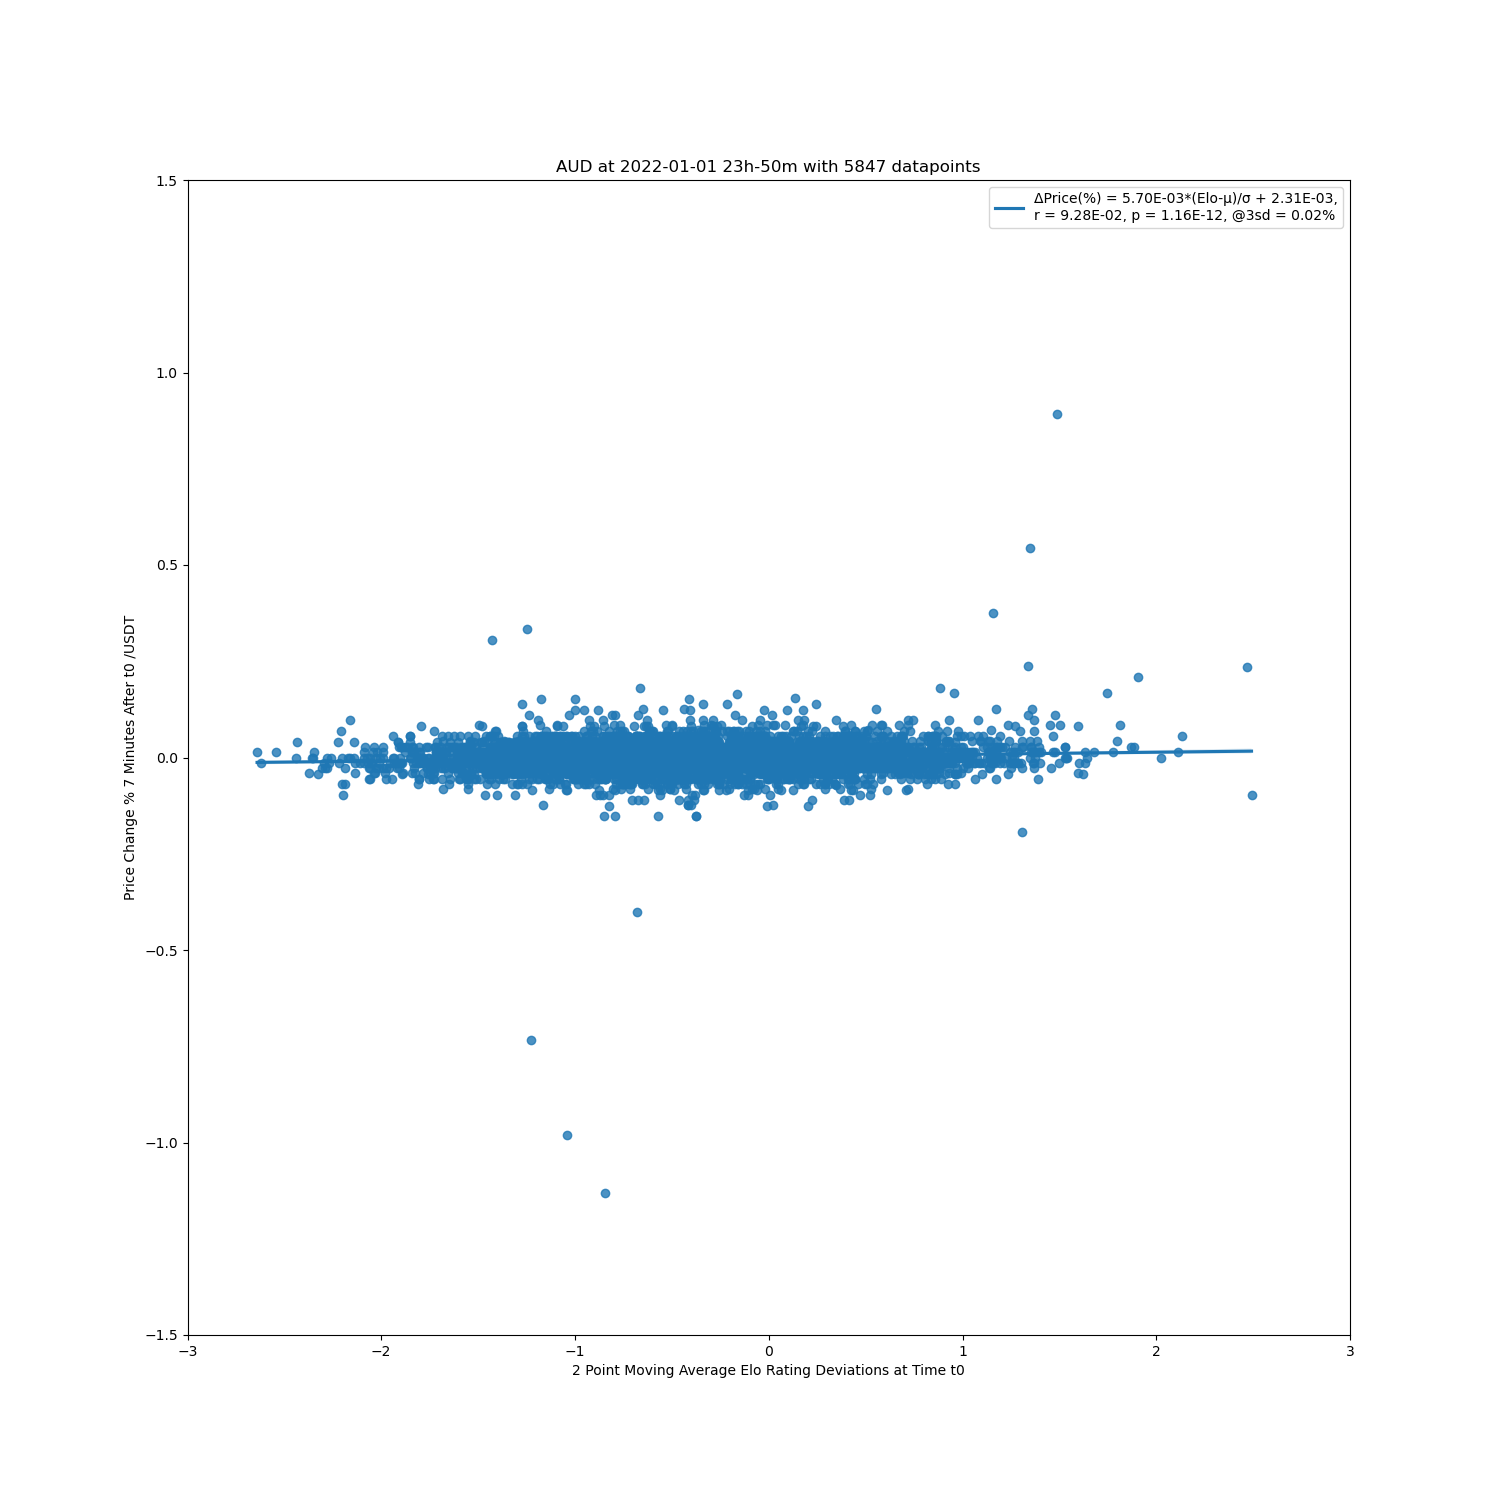 AUD at 2022-01-01 23h-50m with 5847 datapoints
ΔPrice(%) = 5.70E-03*(Elo-μ)/σ + 2.31E-03,
r = 9.28E-02, p = 1.16E-12, @3sd = 0.02%
1.5
1.0
0.5
0.0
−0.5
−1.0
−1.5
Price Change % 7 Minutes After t0 /USDT
−3
−2
−1
0
1
2
3
2 Point Moving Average Elo Rating Deviations at Time t0